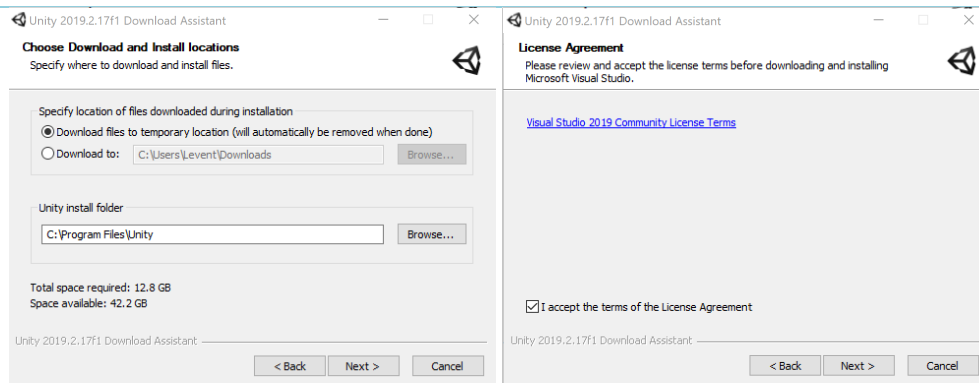 Unity 2019.2.17f1 Download Assistant
Choose Download and Install locations
Specify where to download and install files.
Specify location of files downloaded during installation
Download files to temporary location (will automatically be removed when done)
Download to:
C:\Users\Levent\Downloads
Browse...
Unity install folder
C:\Program Files\Unity
Browse...
Total space required: 12.8 GB
Space available: 42.2 GB
Unity 2019.2.17f1 Download Assistant
< Back
Next >
Cancel
Unity 2019.2.17f1 Download Assistant
License Agreement
Please review and accept the license terms before downloading and installing
Microsoft Visual Studio.
Visual Studio 2019 Community License Terms
I accept the terms of the License Agreement
Unity 2019.2.17f1 Download Assistant
< Back
Next >
Cancel